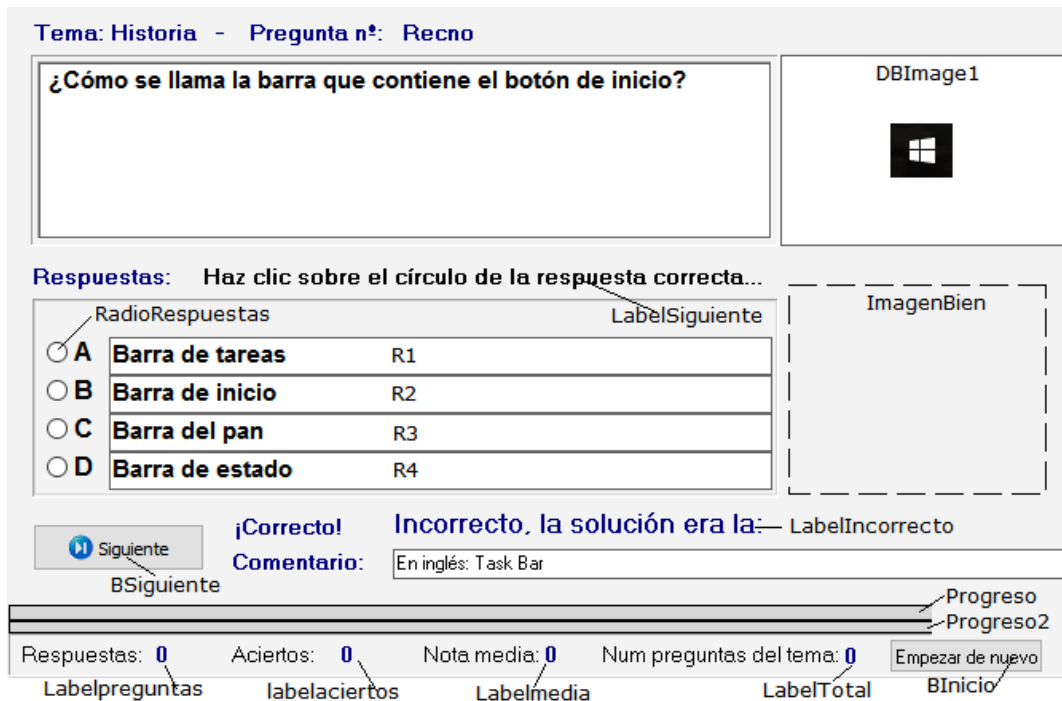 Tema: Historia - Pregunta nº: Recno
¿Cómo se llama la barra que contiene el botón de inicio?
DBImage1
Respuestas: Haz clic sobre el círculo de la respuesta correcta...
RadioRespuestas LabelSiguiente
ImagenBien
A Barra de tareas R1
B Barra de inicio R2
C Barra del pan R3
D Barra de estado R4
¡Correcto! Incorrecto, la solución era la: LabelIncorrecto
Siguiente
Comentario: En inglés: Task Bar
BSiguiente
Progreso
Progreso2
Respuestas: 0 Aciertos: 0 Nota media: 0 Num preguntas del tema: 0 Empezar de nuevo
Labelpreguntas labelaciertos Labelmedia LabelTotal BInicio